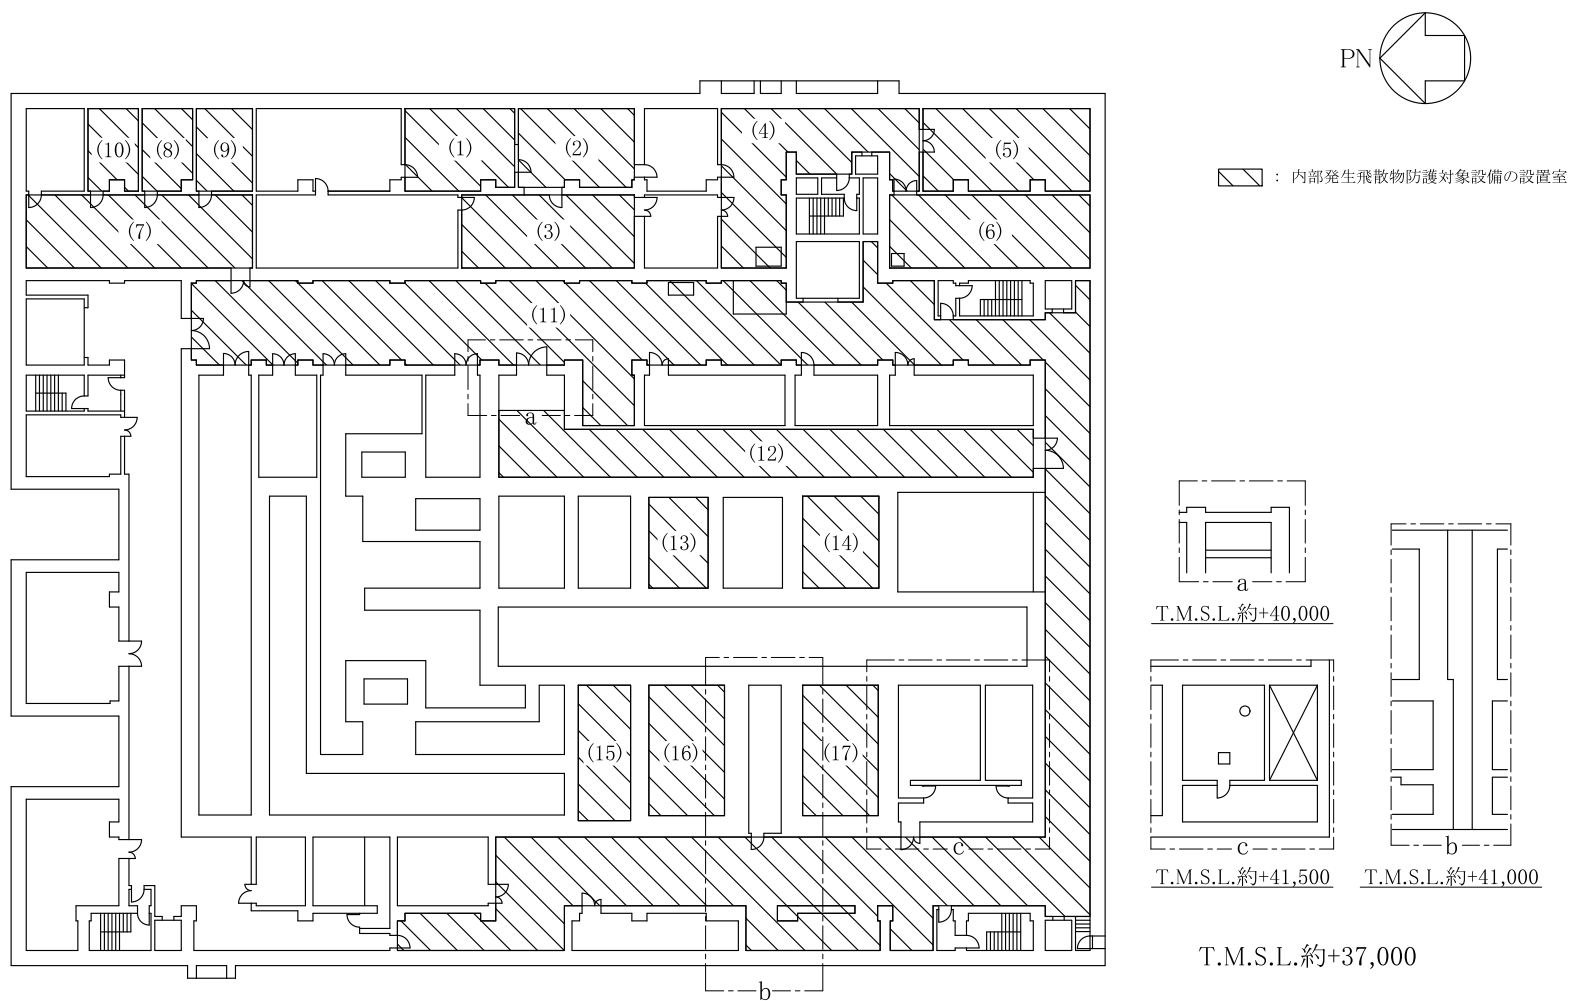 PN
: 内部発生飛散物防護対象設備の設置室
(10)
(8)
(9)
(1)
(2)
(4)
(5)
(7)
(3)
(6)
(11)
a
(12)
(13)
(14)
(15)
(16)
(17)
c
b
a
T.M.S.L.約+40,000
c
T.M.S.L.約+41,500
b
T.M.S.L.約+41,000
T.M.S.L.約+37,000